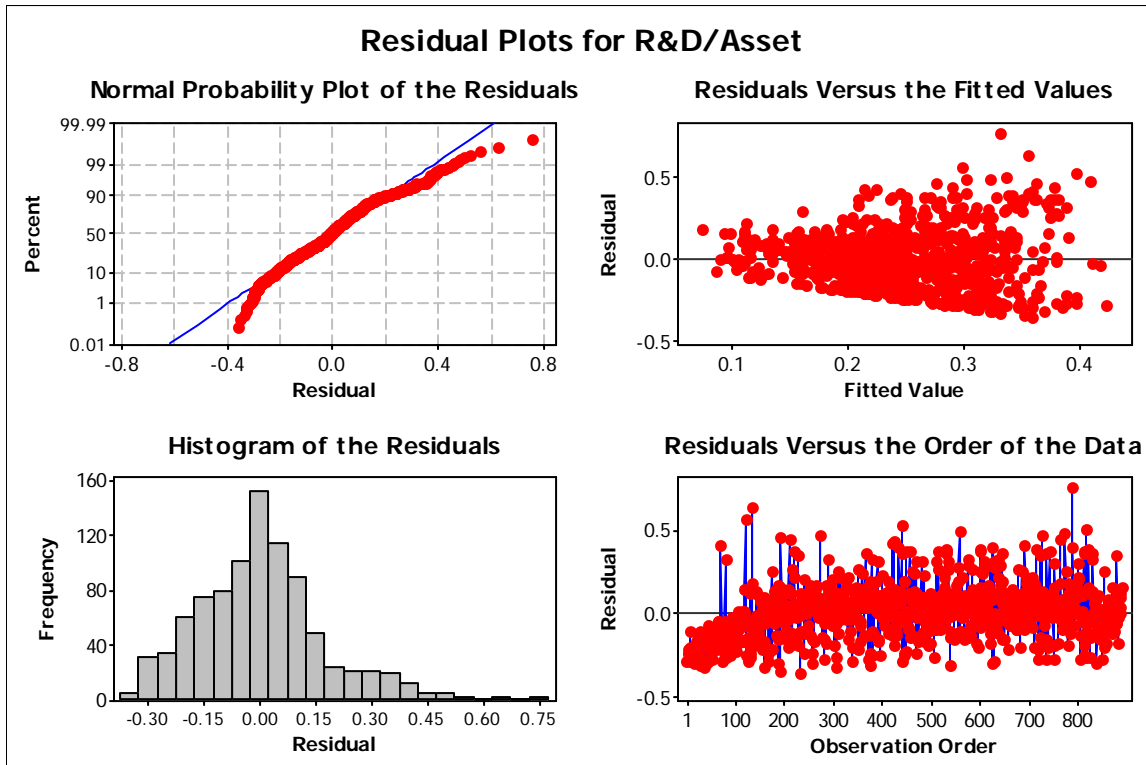 Residual Plots for R&D/Asset
Normal Probability Plot of the Residuals
99.99
99
90
50
10
1
0.01
Percent
-0.8 -0.4 0.0 0.4 0.8
Residual
Residuals Versus the Fitted Values
0.5
0.0
-0.5
Residual
0.1 0.2 0.3 0.4
Fitted Value
Histogram of the Residuals
160
120
80
40
0
Frequency
-0.30 -0.15 0.00 0.15 0.30 0.45 0.60 0.75
Residual
Residuals Versus the Order of the Data
0.5
0.0
-0.5
Residual
1 100 200 300 400 500 600 700 800
Observation Order